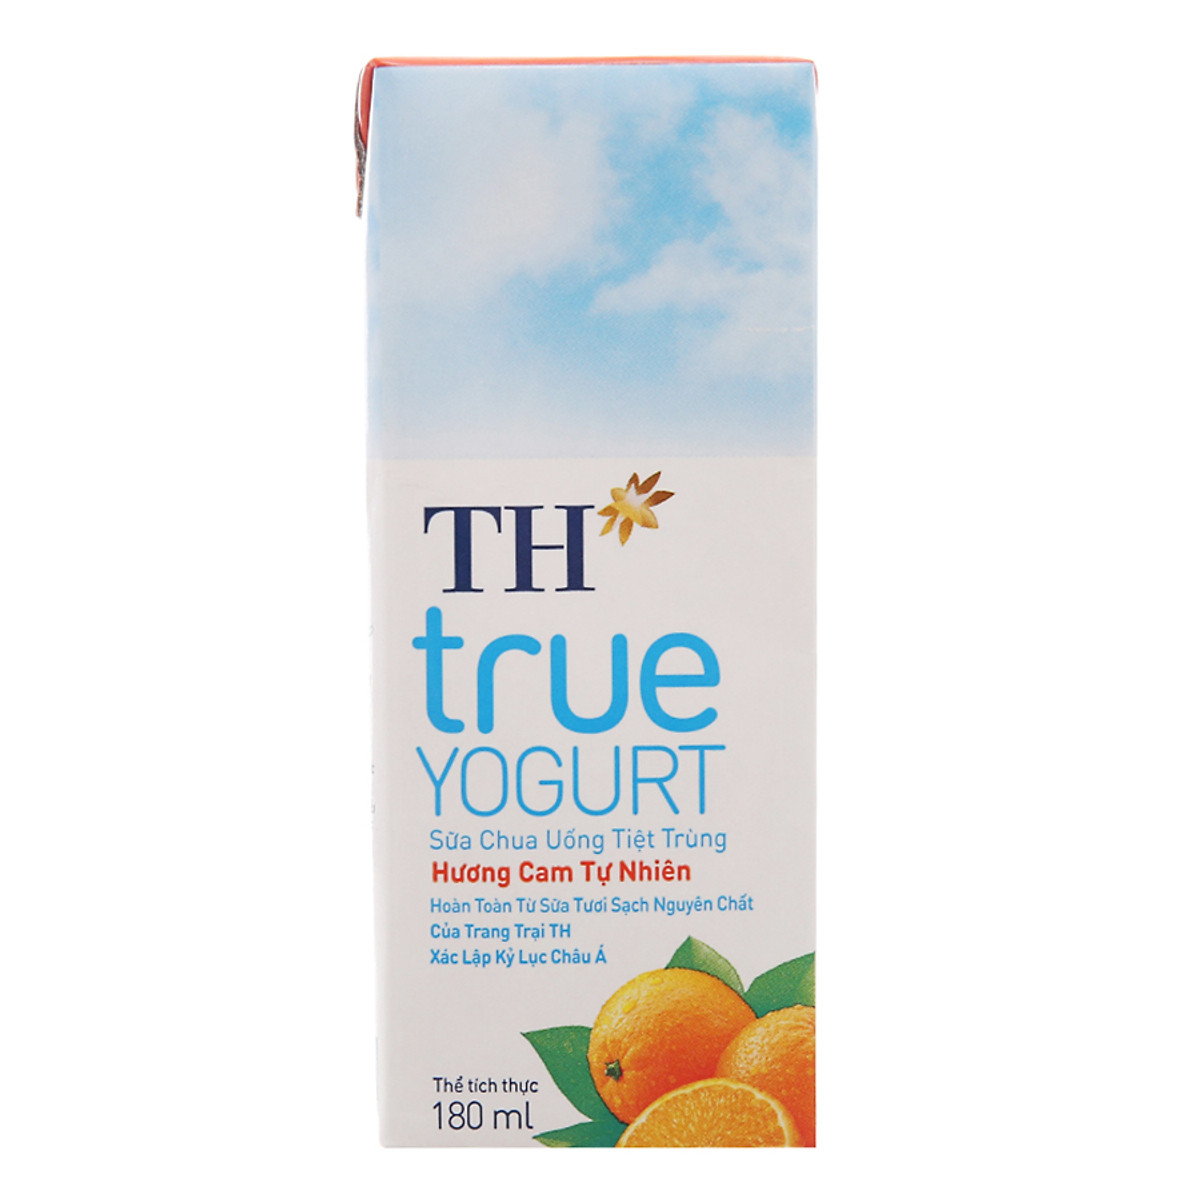 TH
true
YOGURT
Sữa Chua Uống Tiệt Trùng
Hương Cam Tự Nhiên
Hoàn Toàn Từ Sữa Tươi Sạch Nguyên Chất
Của Trang Trại TH
Xác Lập Kỷ Lục Châu Á
Thể tích thực
180 ml